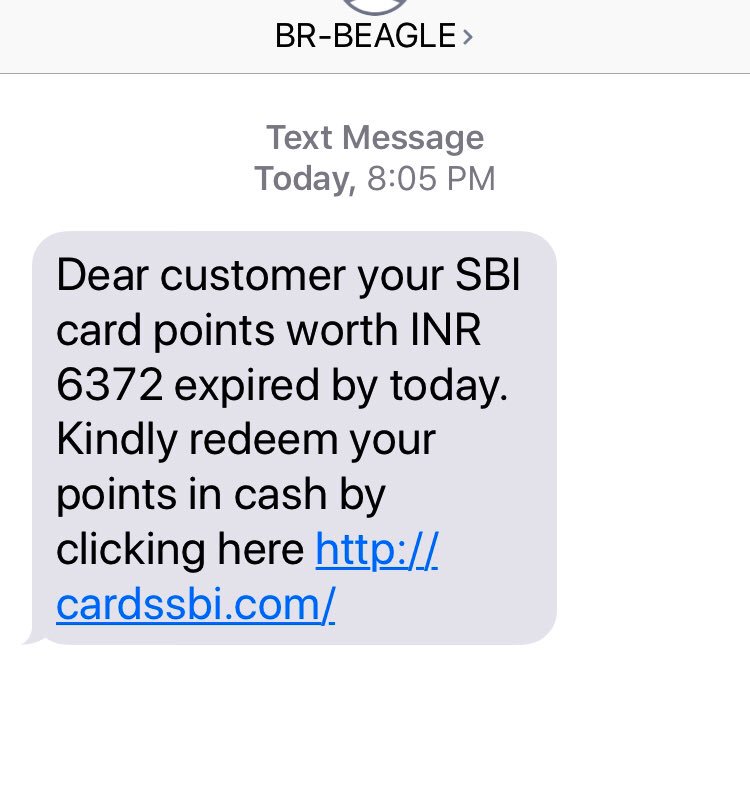 BR-BEAGLE
Text Message
Today, 8:05 PM
Dear customer your SBI
card points worth INR
6372 expired by today.
Kindly redeem your
points in cash by
clicking here http://
cardssbi.com/